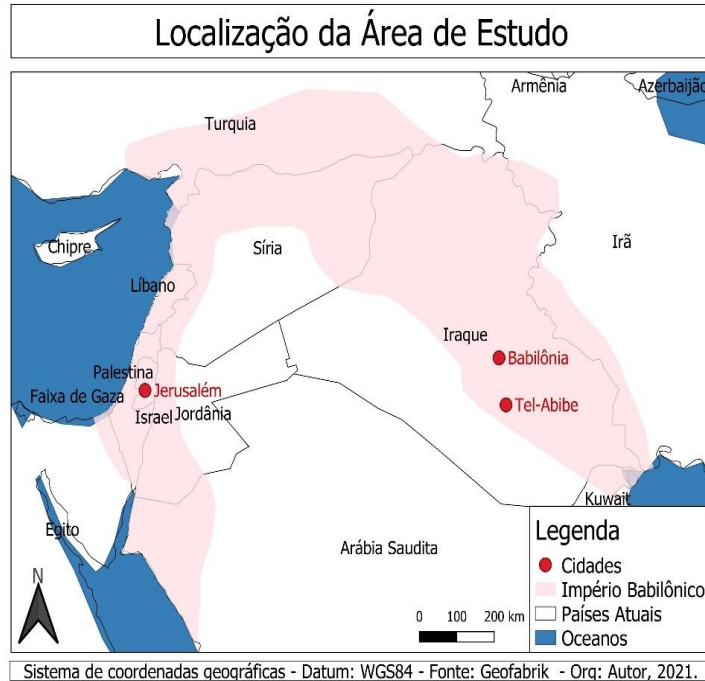 Localização da Área de Estudo
Armênia
Azerbaijão
Turquia
Chipre
Síria
Irã
Líbano
Iraque
Babilônia
Palestina
Jerusalém
Faixa de Gaza
Tel-Abibe
Israel
Jordânia
Kuwait
Egito
Arábia Saudita
N
0 100 200 km
Legenda
Cidades
Império Babilônico
Países Atuais
Oceanos
Sistema de coordenadas geográficas - Datum: WGS84 - Fonte: Geofabrik - Org: Autor, 2021.